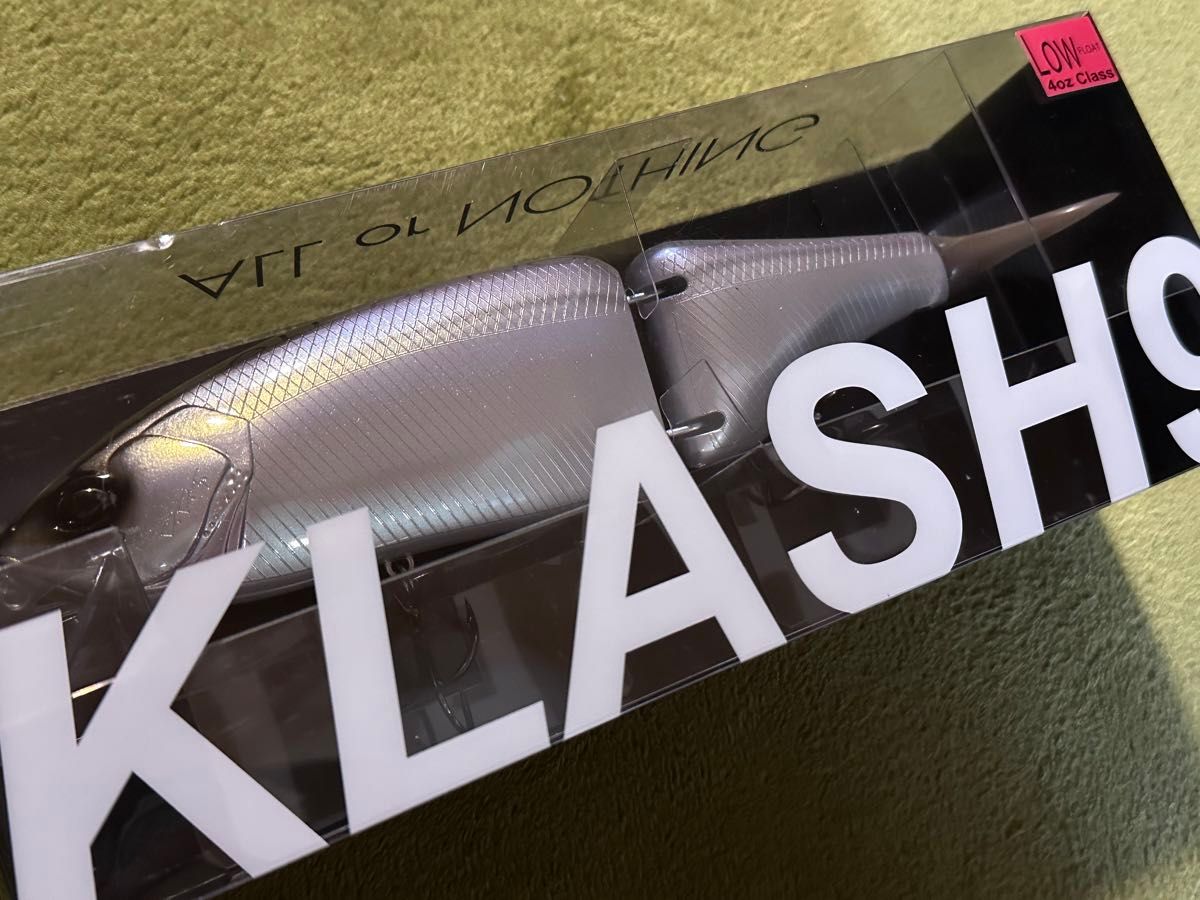 LOW FLOAT
4oz Class
ALL or NOTHING
KLASH9